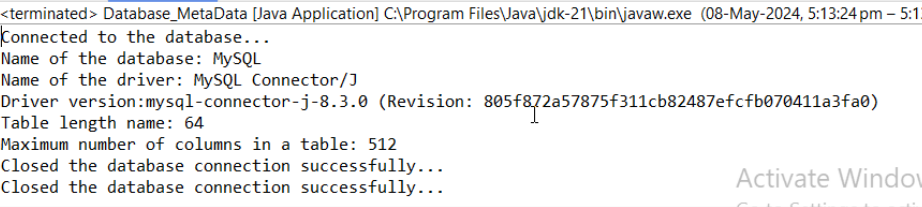 <terminated> Database_MetaData [Java Application] C:\Program Files\Java\jdk-21\bin\javaw.exe (08-May-2024, 5:13:24 pm – 5:1
Connected to the database...
Name of the database: MySQL
Name of the driver: MySQL Connector/J
Driver version:mysql-connector-j-8.3.0 (Revision: 805f872a57875f311cb82487efcfb070411a3fa0)
Table length name: 64
Maximum number of columns in a table: 512
Closed the database connection successfully...
Closed the database connection successfully...
Activate Window